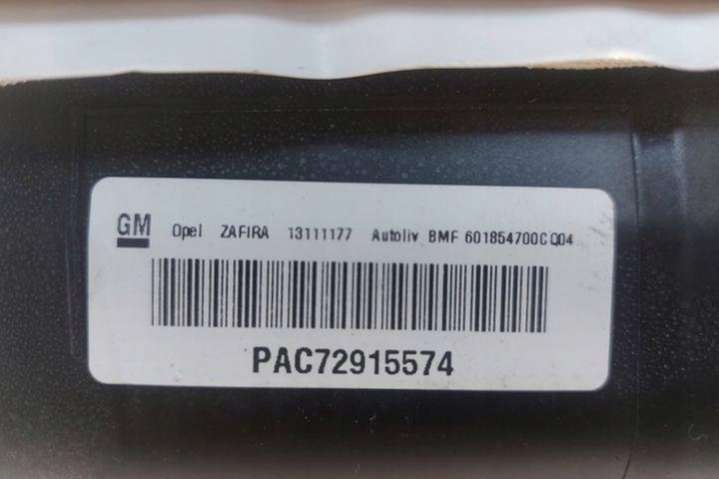 GM Opel ZAFIRA 13111177 Autoliv BMF 601854700CQ04
PAC72915574